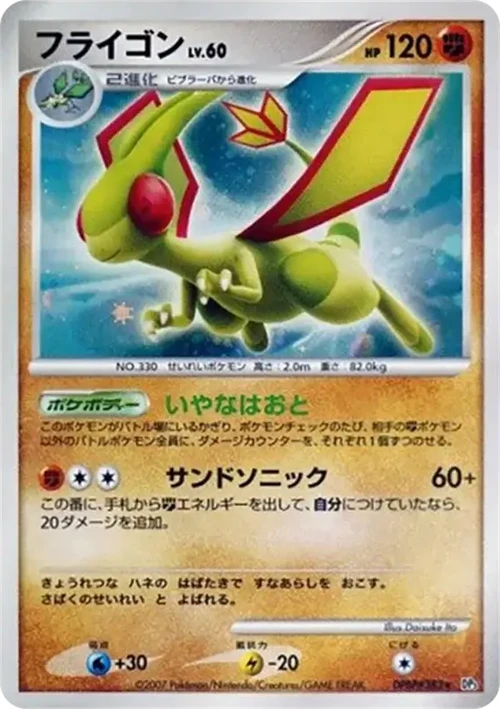 フライゴン LV.60 HP 120
2進化 ビブラーバから進化
NO.330 せいれいポケモン 高さ：2.0m 重さ：82.0kg
ポケボディー いやなはおと
このポケモンがバトル場にいるかぎり、ポケモンチェックのたび、相手の闘ポケモン
以外のバトルポケモン全員に、ダメージカウンターを、それぞれ1個ずつのせる。
サンドソニック 60+
この番に、手札から闘エネルギーを出して、自分につけていたなら、
20ダメージを追加。
きょうれつな ハネの はばたきで すなあらしを おこす。
さばくのせいれい と よばれる。
Illus.Daisuke Ito
弱点 抵抗力 にげる
+30 -20
©2007 Pokémon/Nintendo/Creatures/GAME FREAK.